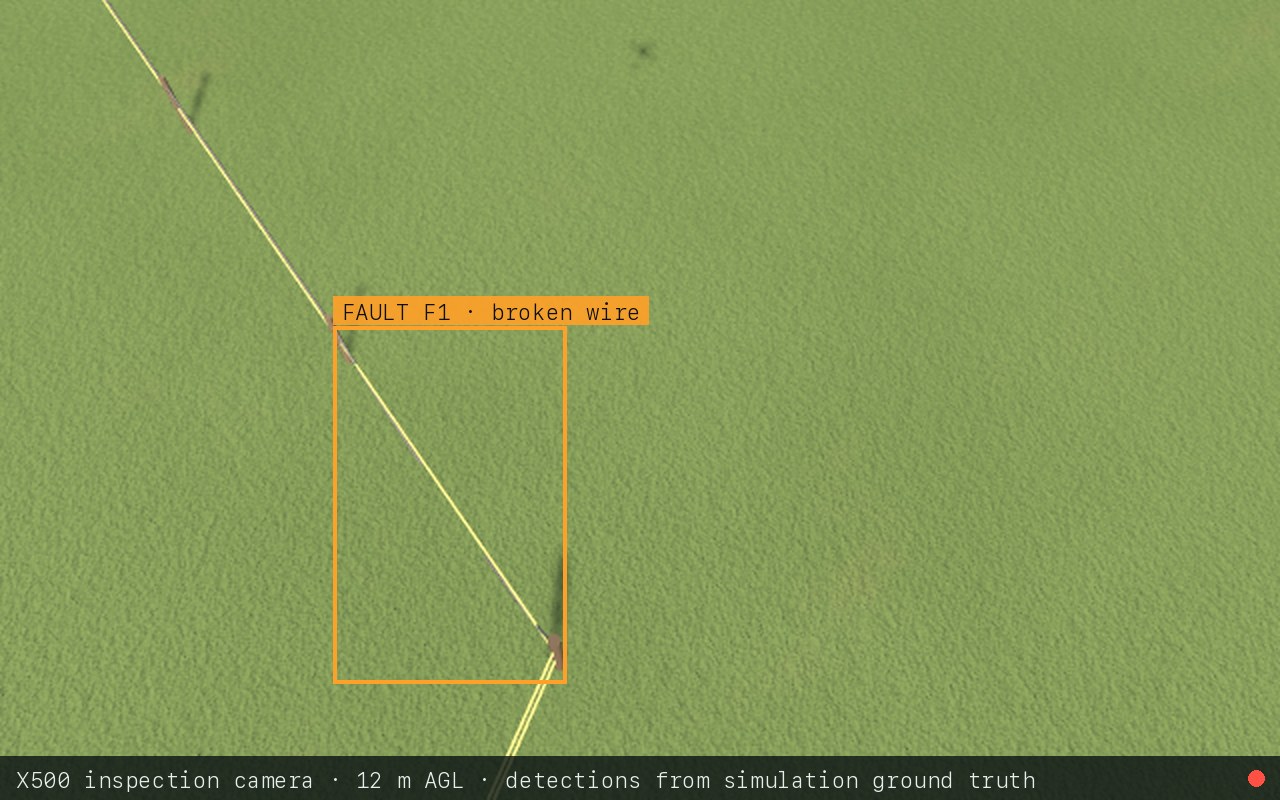 FAULT F1 · broken wire
X500 inspection camera · 12 m AGL · detections from simulation ground truth